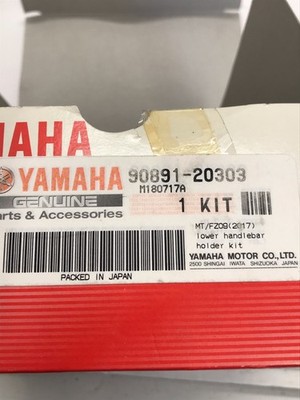 MAHA
YAMAHA 90891-20303
M180717A
GENUINE 1 KIT
Parts & Accessories
MT/FZ09(2017)
lower handlebar
holder kit
YAMAHA MOTOR CO.,LTD.
2500 SHINGAI IWATA SHIZUOKA JAPAN
PACKED IN JAPAN